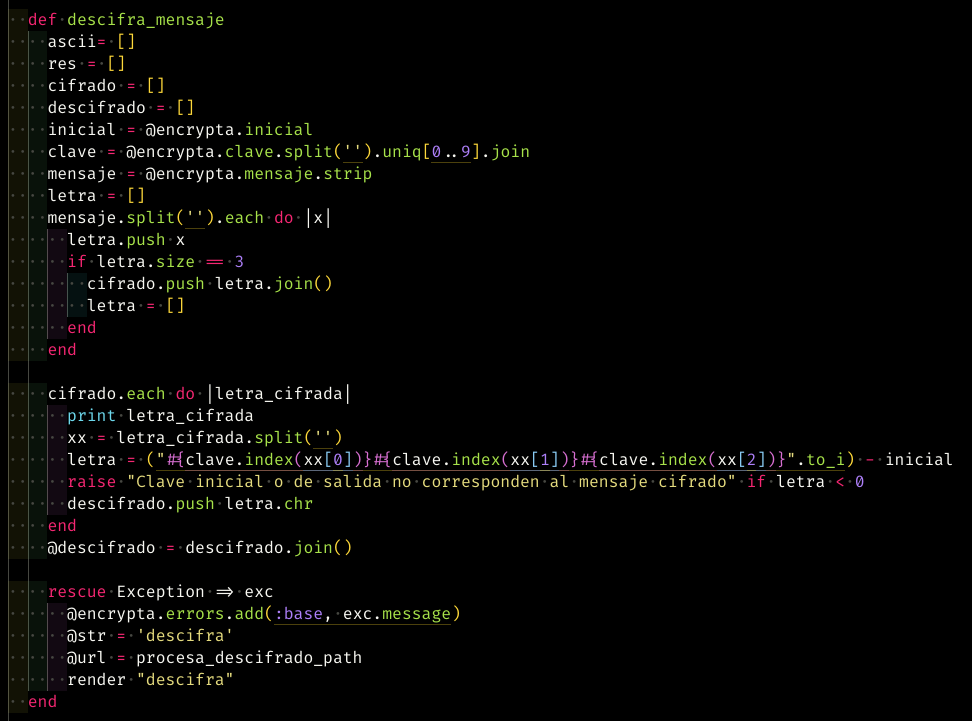 def descifra_mensaje
ascii= []
res = []
cifrado = []
descifrado = []
inicial = @encrypta.inicial
clave = @encrypta.clave.split('').uniq[0..9].join
mensaje = @encrypta.mensaje.strip
letra = []
mensaje.split('').each do |x|
letra.push x
if letra.size == 3
cifrado.push letra.join()
letra = []
end
end
cifrado.each do |letra_cifrada|
print letra_cifrada
xx = letra_cifrada.split('')
letra = ("#{clave.index(xx[0])}#{clave.index(xx[1])}#{clave.index(xx[2])}".to_i) - inicial
raise "Clave inicial o de salida no corresponden al mensaje cifrado" if letra < 0
descifrado.push letra.chr
end
@descifrado = descifrado.join()
rescue Exception => exc
@encrypta.errors.add(:base, exc.message)
@str = 'descifra'
@url = procesa_descifrado_path
render "descifra"
end